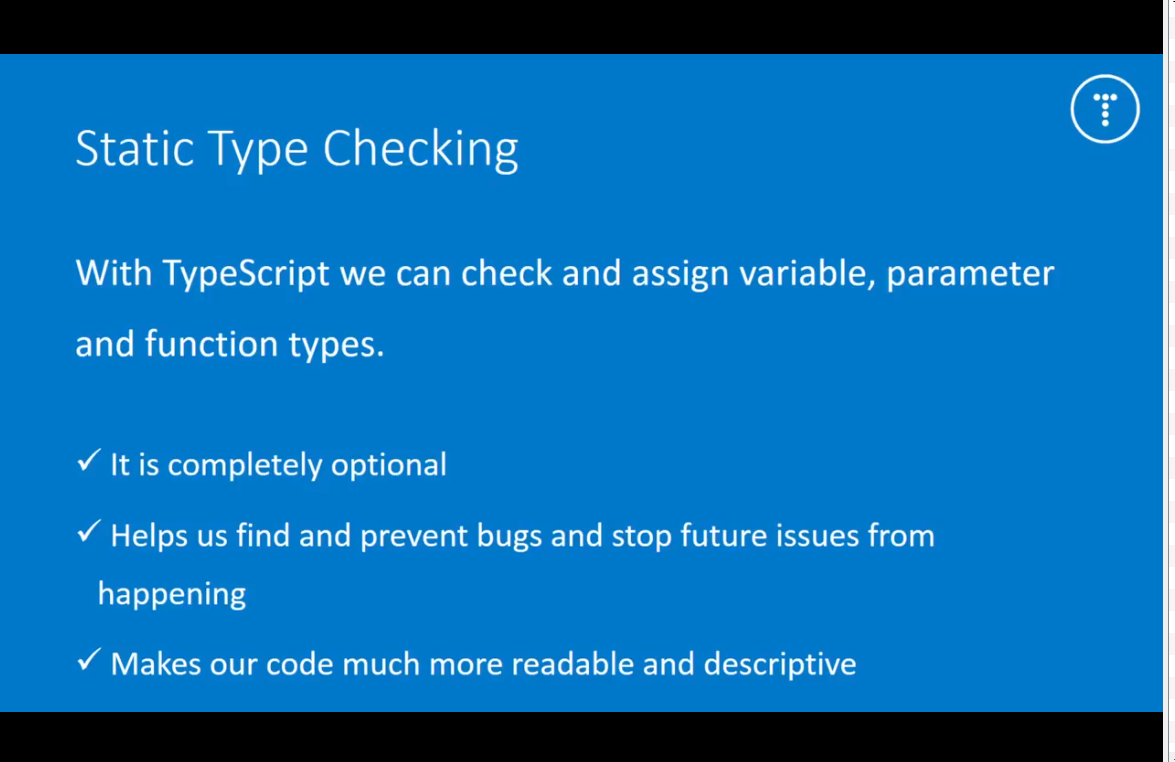 Static Type Checking
With TypeScript we can check and assign variable, parameter
and function types.
✓ It is completely optional
✓ Helps us find and prevent bugs and stop future issues from
happening
✓ Makes our code much more readable and descriptive